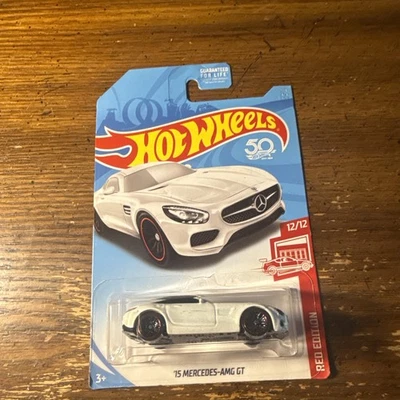 GUARANTEED
FOR LIFE
HOT WHEELS
50
12/12
RED EDITION
'15 MERCEDES-AMG GT
3+